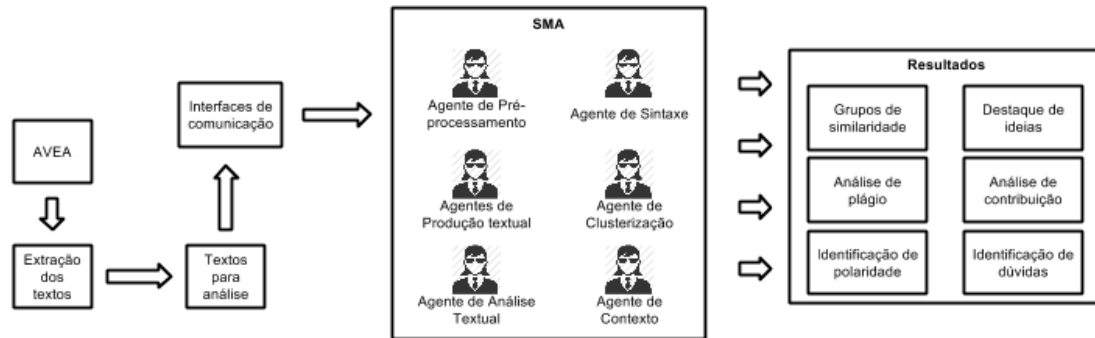 AVEA
Extração
dos
textos
Textos
para
análise
Interfaces de
comunicação
SMA
Agente de Pré-
processamento
Agente de Sintaxe
Agentes de
Produção textual
Agente de
Clusterização
Agente de Análise
Textual
Agente de
Contexto
Resultados
Grupos de
similaridade
Destaque de
ideias
Análise de
plágio
Análise de
contribuição
Identificação de
polaridade
Identificação de
dúvidas